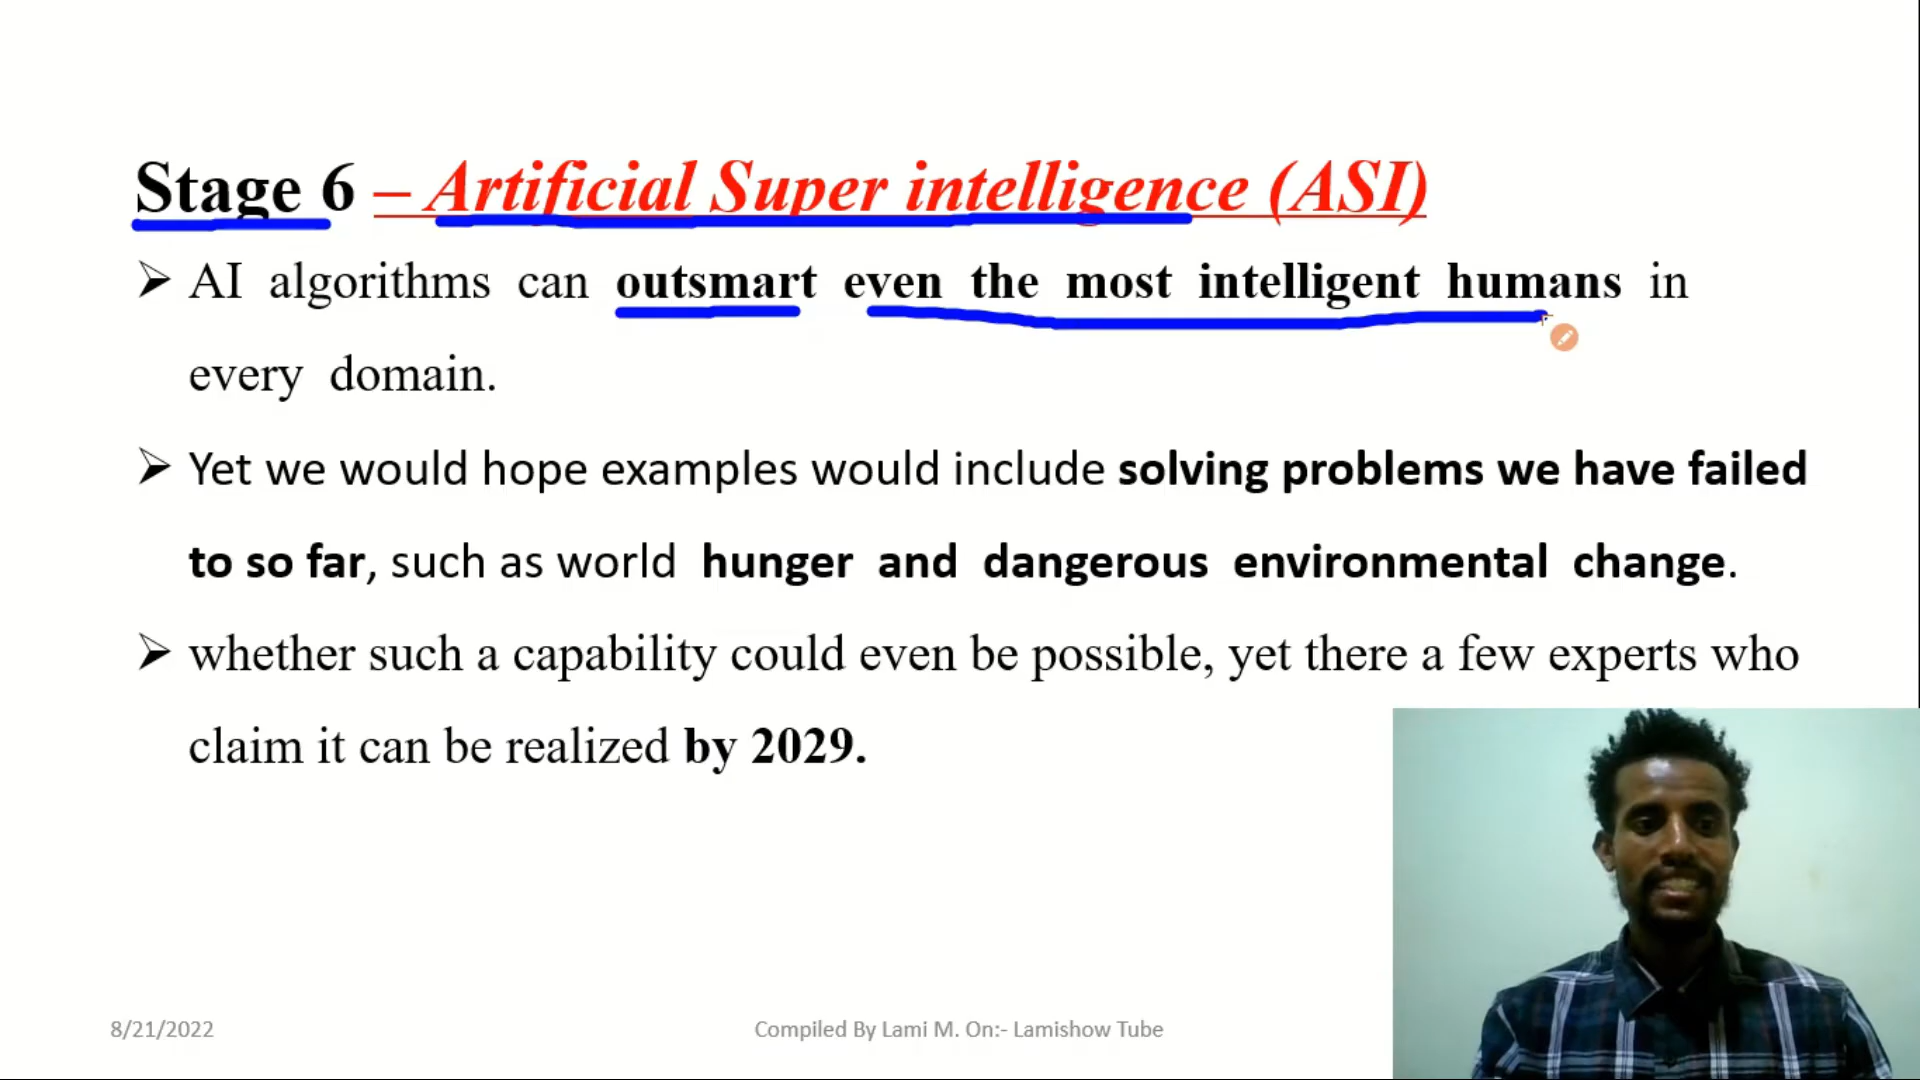 Stage 6 – Artificial Super intelligence (ASI)
➢ AI algorithms can outsmart even the most intelligent humans in
every domain.
➢ Yet we would hope examples would include solving problems we have failed
to so far, such as world hunger and dangerous environmental change.
➢ whether such a capability could even be possible, yet there a few experts who
claim it can be realized by 2029.
8/21/2022
Compiled By Lami M. On:- Lamishow Tube